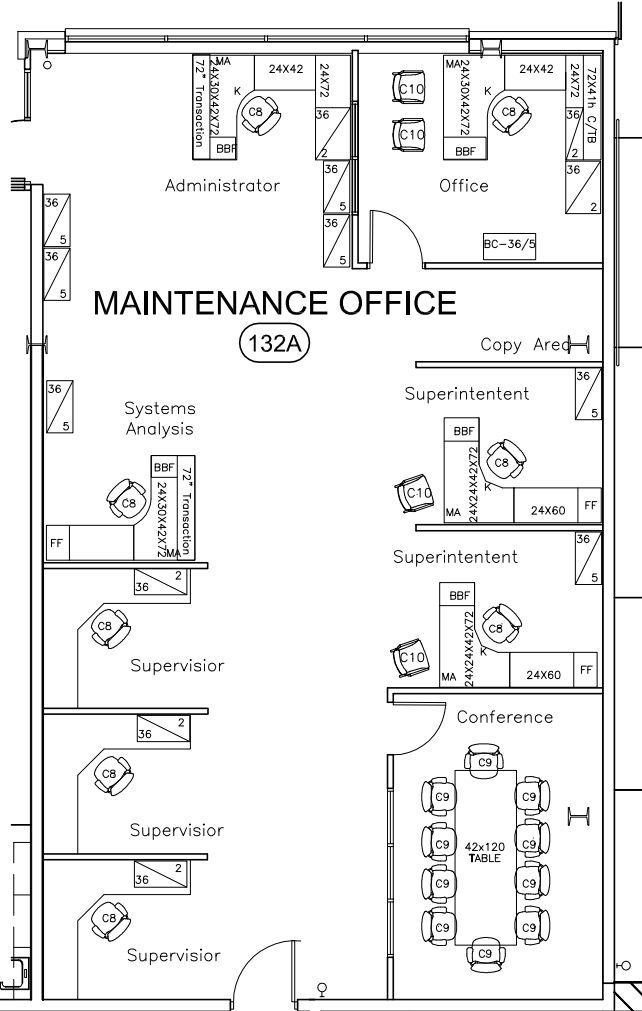 MA
24X42
24X72
72" Transaction
24X30X42X72
K
C8
36
2
BBF
Administrator
36
5
36
5
C10
C10
MA
24X30X42X72
24X42
24X72
72X41h C/TB
K
C8
36
2
BBF
36
2
Office
BC-36/5
36
5
36
5
MAINTENANCE OFFICE
132A
Copy Area
36
5
Systems
Analysis
BBF
72" Transaction
24X30X42X72
C8
FF
MA
Superintentent
36
5
BBF
C8
24X24X42X72
K
C10
MA
24X60
FF
Superintentent
36
5
BBF
C8
24X24X42X72
K
C10
MA
24X60
FF
2
36
C8
Supervisior
2
36
C8
Supervisior
2
36
C8
Supervisior
Conference
C9
C9
C9
C9
C9
42x120
TABLE
C9
C9
C9
C9
C9